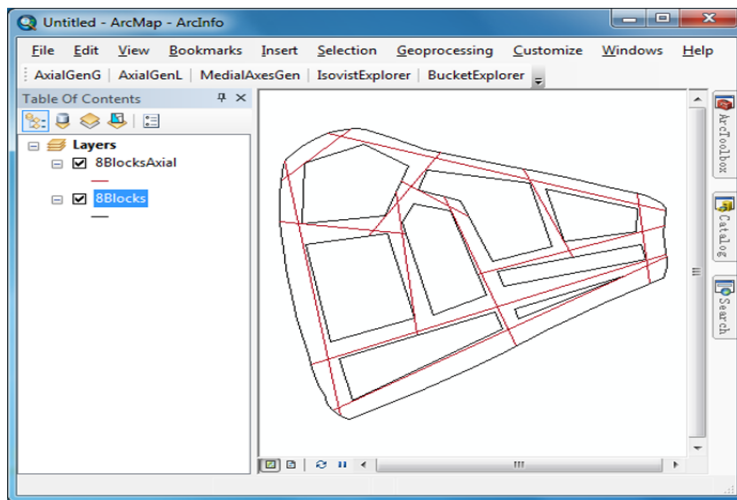 Untitled - ArcMap - ArcInfo
File Edit View Bookmarks Insert Selection Geoprocessing Customize Windows Help
AxialGenG AxialGenL MedialAxesGen IsovistExplorer BucketExplorer
Table Of Contents
Layers
8BlocksAxial
8Blocks
ArcToolbox
Catalog
Search